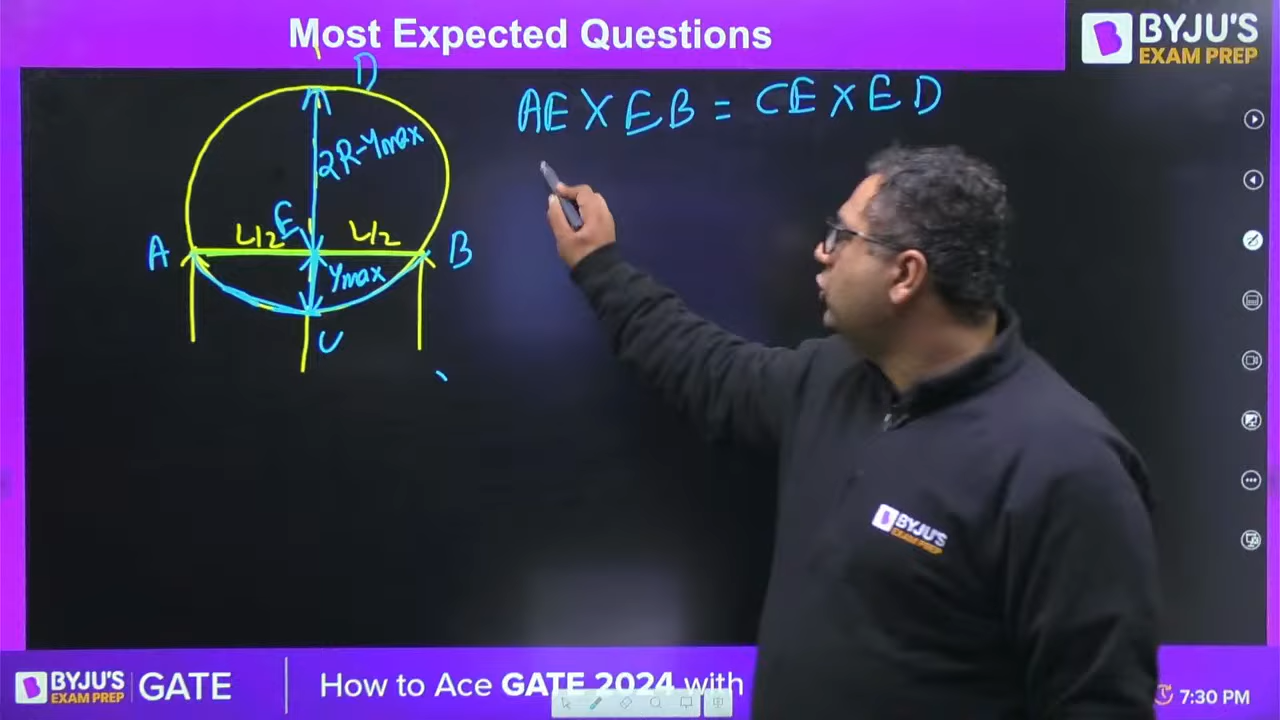 Most Expected Questions
BYJU'S
EXAM PREP
D
AE X EB = CE X ED
2R-Ymax
E
L/2
L/2
A
B
Ymax
C
BYJU'S
EXAM PREP
BYJU'S
EXAM PREP
GATE
How to Ace GATE 2024 with
7:30 PM